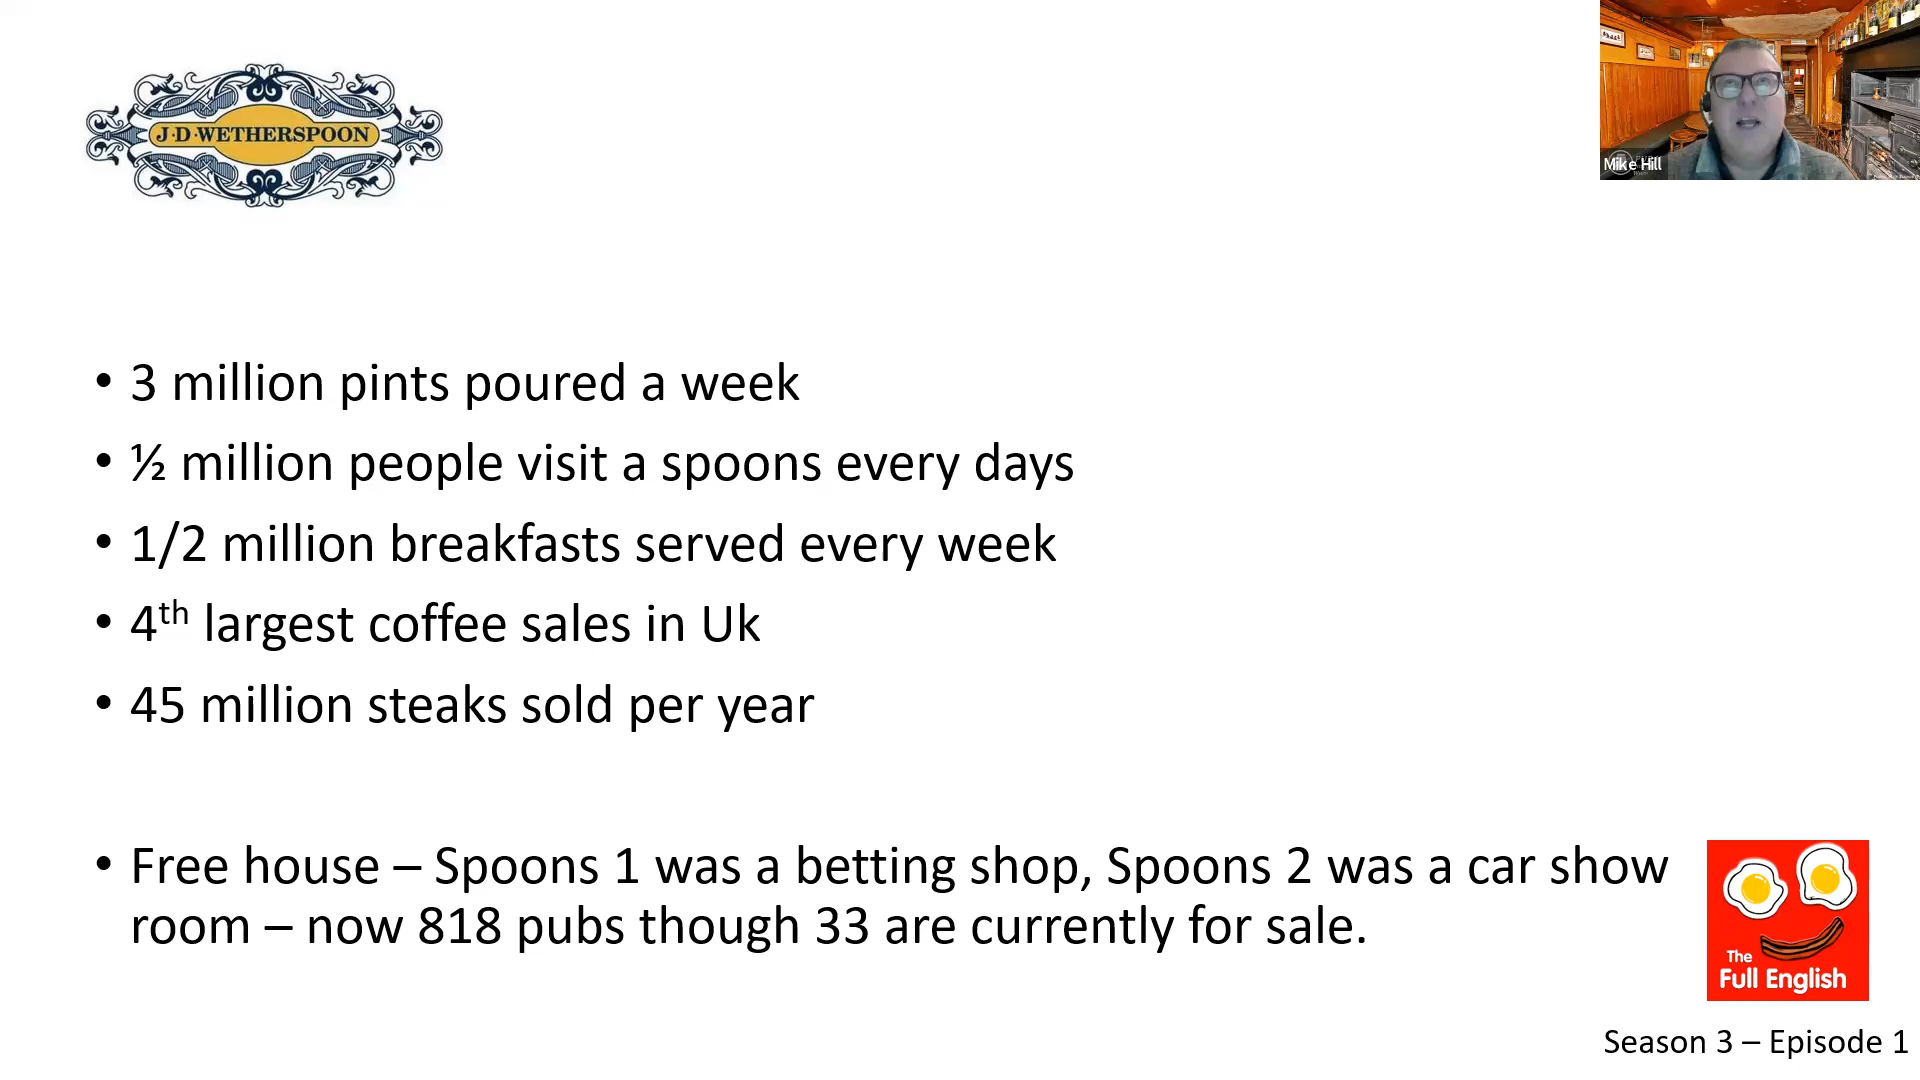 J·D·WETHERSPOON
Mike Hill
• 3 million pints poured a week
• ½ million people visit a spoons every days
• 1/2 million breakfasts served every week
• 4th largest coffee sales in Uk
• 45 million steaks sold per year
• Free house – Spoons 1 was a betting shop, Spoons 2 was a car show
room – now 818 pubs though 33 are currently for sale.
The
Full English
Season 3 – Episode 1